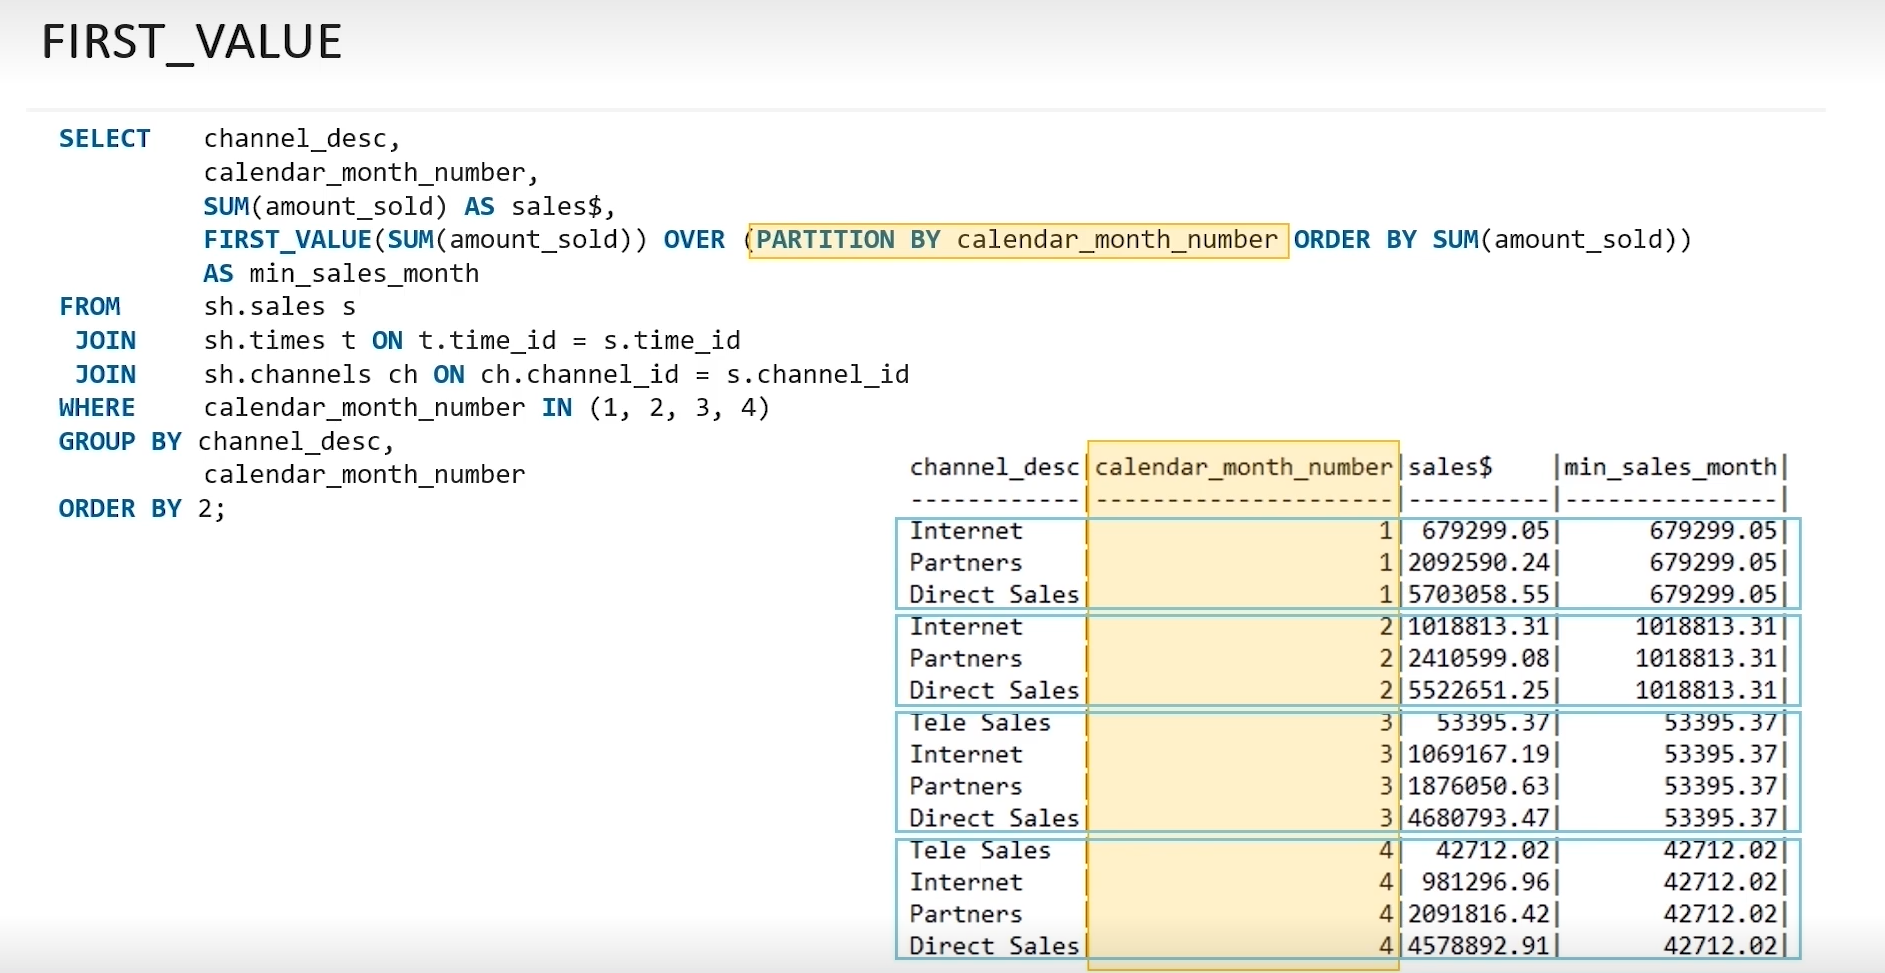 FIRST_VALUE
SELECT channel_desc,
calendar_month_number,
SUM(amount_sold) AS sales$,
FIRST_VALUE(SUM(amount_sold)) OVER (PARTITION BY calendar_month_number ORDER BY SUM(amount_sold))
AS min_sales_month
FROM sh.sales s
JOIN sh.times t ON t.time_id = s.time_id
JOIN sh.channels ch ON ch.channel_id = s.channel_id
WHERE calendar_month_number IN (1, 2, 3, 4)
GROUP BY channel_desc,
calendar_month_number
ORDER BY 2;
channel_desc|calendar_month_number|sales$ |min_sales_month|
------------|---------------------|----------|---------------|
Internet | 1| 679299.05| 679299.05|
Partners | 1|2092590.24| 679299.05|
Direct Sales| 1|5703058.55| 679299.05|
Internet | 2|1018813.31| 1018813.31|
Partners | 2|2410599.08| 1018813.31|
Direct Sales| 2|5522651.25| 1018813.31|
Tele Sales | 3| 53395.37| 53395.37|
Internet | 3|1069167.19| 53395.37|
Partners | 3|1876050.63| 53395.37|
Direct Sales| 3|4680793.47| 53395.37|
Tele Sales | 4| 42712.02| 42712.02|
Internet | 4| 981296.96| 42712.02|
Partners | 4|2091816.42| 42712.02|
Direct Sales| 4|4578892.91| 42712.02|